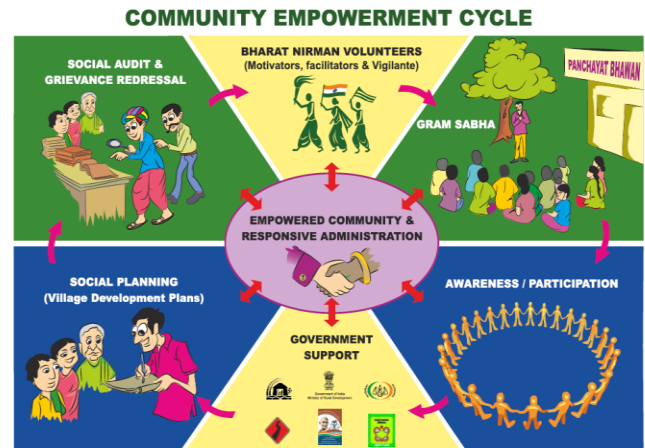 COMMUNITY EMPOWERMENT CYCLE
SOCIAL AUDIT &
GRIEVANCE REDRESSAL
BHARAT NIRMAN VOLUNTEERS
(Motivators, facilitators & Vigilante)
GRAM SABHA
PANCHAYAT BHAWAN
EMPOWERED COMMUNITY &
RESPONSIVE ADMINISTRATION
SOCIAL PLANNING
(Village Development Plans)
AWARENESS / PARTICIPATION
GOVERNMENT
SUPPORT
Government of India
Ministry of Rural Development